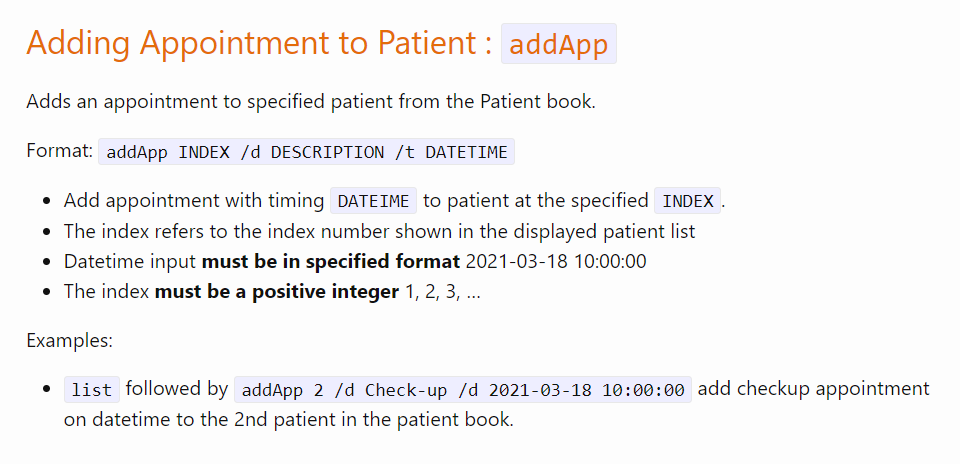 Adding Appointment to Patient : addApp
Adds an appointment to specified patient from the Patient book.
Format: addApp INDEX /d DESCRIPTION /t DATETIME
• Add appointment with timing DATEIME to patient at the specified INDEX.
• The index refers to the index number shown in the displayed patient list
• Datetime input must be in specified format 2021-03-18 10:00:00
• The index must be a positive integer 1, 2, 3, …
Examples:
• list followed by addApp 2 /d Check-up /d 2021-03-18 10:00:00 add checkup appointment
on datetime to the 2nd patient in the patient book.